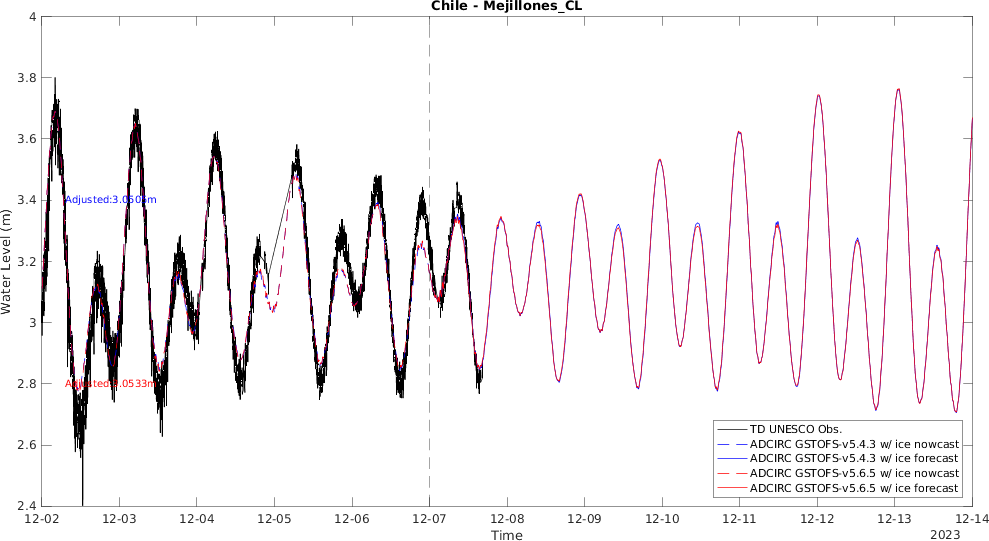 Chile - Mejillones_CL
4
3.8
3.6
3.4
3.2
3
2.8
2.6
2.4
Water Level (m)
Adjusted:3.0505m
Adjusted:3.0533m
TD UNESCO Obs.
ADCIRC GSTOFS-v5.4.3 w/ ice nowcast
ADCIRC GSTOFS-v5.4.3 w/ ice forecast
ADCIRC GSTOFS-v5.6.5 w/ ice nowcast
ADCIRC GSTOFS-v5.6.5 w/ ice forecast
12-02 12-03 12-04 12-05 12-06 12-07 12-08 12-09 12-10 12-11 12-12 12-13 12-14
Time
2023